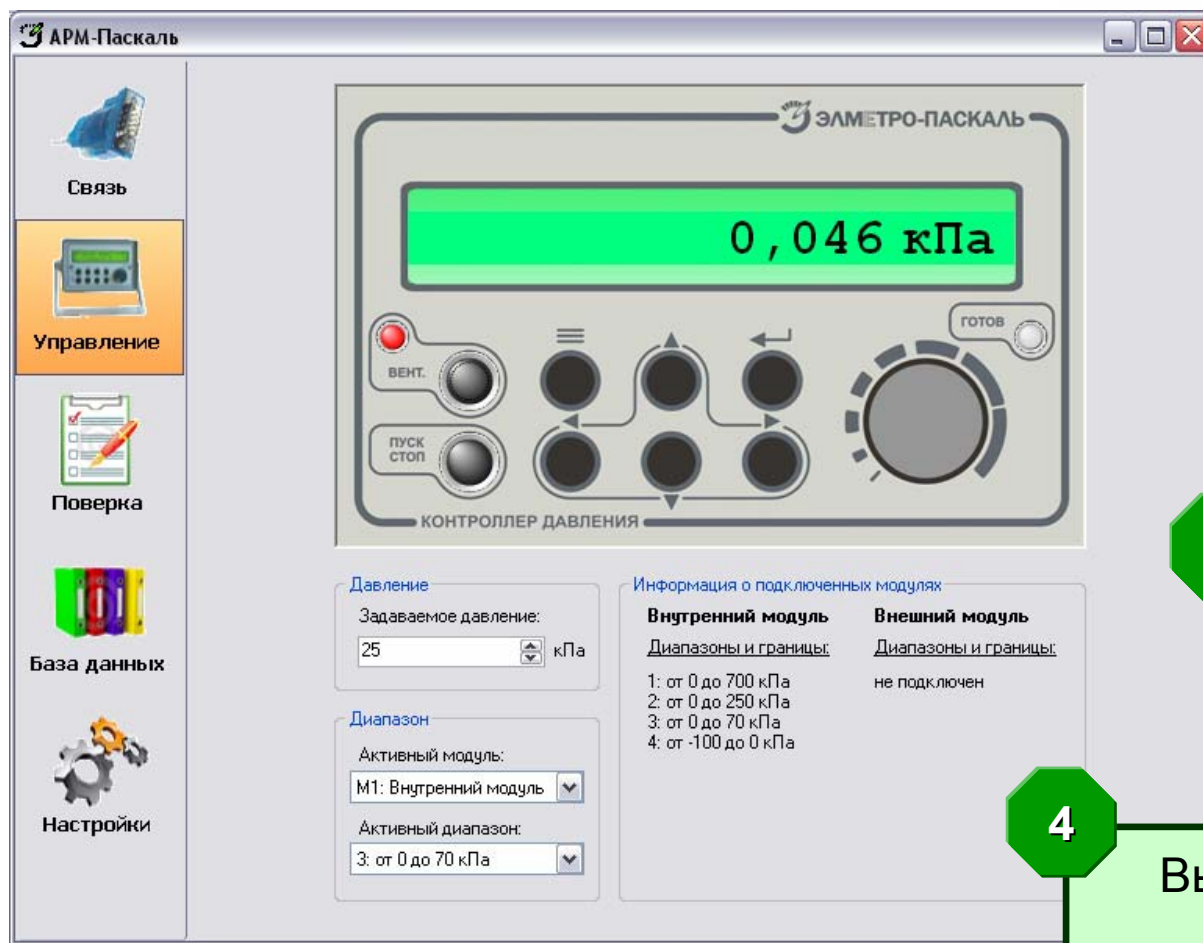 АРМ-Паскаль
Связь
Управление
Поверка
База данных
Настройки
ЭЛМЕТРО-ПАСКАЛЬ
0,046 кПа
ГОТОВ
ВЕНТ.
ПУСК
СТОП
КОНТРОЛЛЕР ДАВЛЕНИЯ
Давление
Задаваемое давление:
25 кПа
Диапазон
Активный модуль:
М1: Внутренний модуль
Активный диапазон:
3: от 0 до 70 кПа
Информация о подключенных модулях
Внутренний модуль
Диапазоны и границы:
1: от 0 до 700 кПа
2: от 0 до 250 кПа
3: от 0 до 70 кПа
4: от -100 до 0 кПа
Внешний модуль
Диапазоны и границы:
не подключен
4